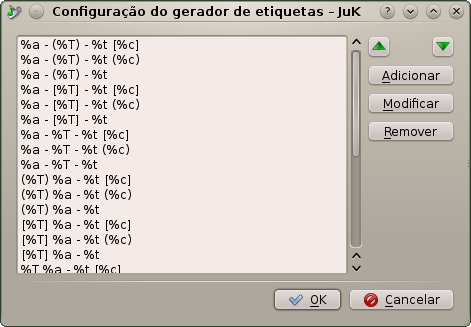 Configuração do gerador de etiquetas – JuK
%a - (%T) - %t [%c]
%a - (%T) - %t (%c)
%a - (%T) - %t
%a - [%T] - %t [%c]
%a - [%T] - %t (%c)
%a - [%T] - %t
%a - %T - %t [%c]
%a - %T - %t (%c)
%a - %T - %t
(%T) %a - %t [%c]
(%T) %a - %t (%c)
(%T) %a - %t
[%T] %a - %t [%c]
[%T] %a - %t (%c)
[%T] %a - %t
%T %a - %t [%c]
Adicionar
Modificar
Remover
OK
Cancelar